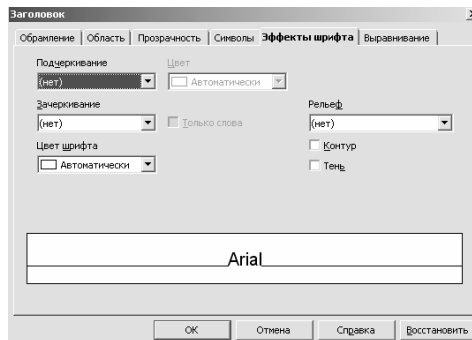 Заголовок
Обрамление Область Прозрачность Символы Эффекты шрифта Выравнивание
Подчеркивание Цвет
(нет) Автоматически
Зачеркивание Рельеф
(нет) Только слова (нет)
Цвет шрифта Контур
Автоматически Тень
Arial
OK Отмена Справка Восстановить